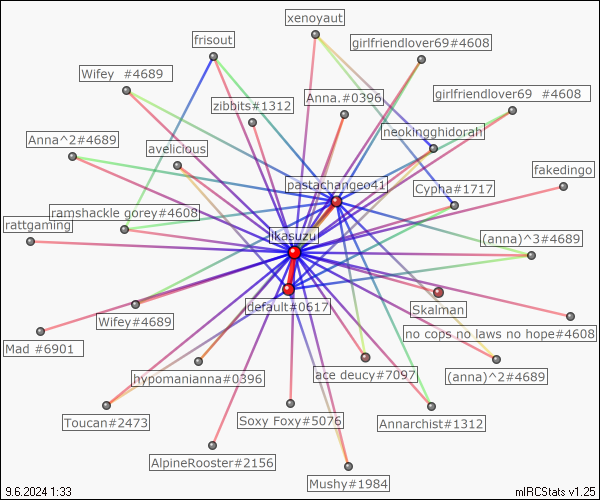 xenoyaut
frisout
girlfriendlover69#4608
Wifey  #4689
Anna.#0396
girlfriendlover69  #4608
zibbits#1312
neokingghidorah
Anna^2#4689
avelicious
pastachangeo41
fakedingo
Cypha#1717
ramshackle gorey#4608
rattgaming
jikasuzu
(anna)^3#4689
default#0617
Skalman
Wifey#4689
no cops no laws no hope#4608
Mad #6901
hypomanianna#0396
ace deucy#7097
(anna)^2#4689
Toucan#2473
Soxy Foxy#5076
Annarchist#1312
AlpineRooster#2156
Mushy#1984
9.6.2024 1:33
mIRCStats v1.25